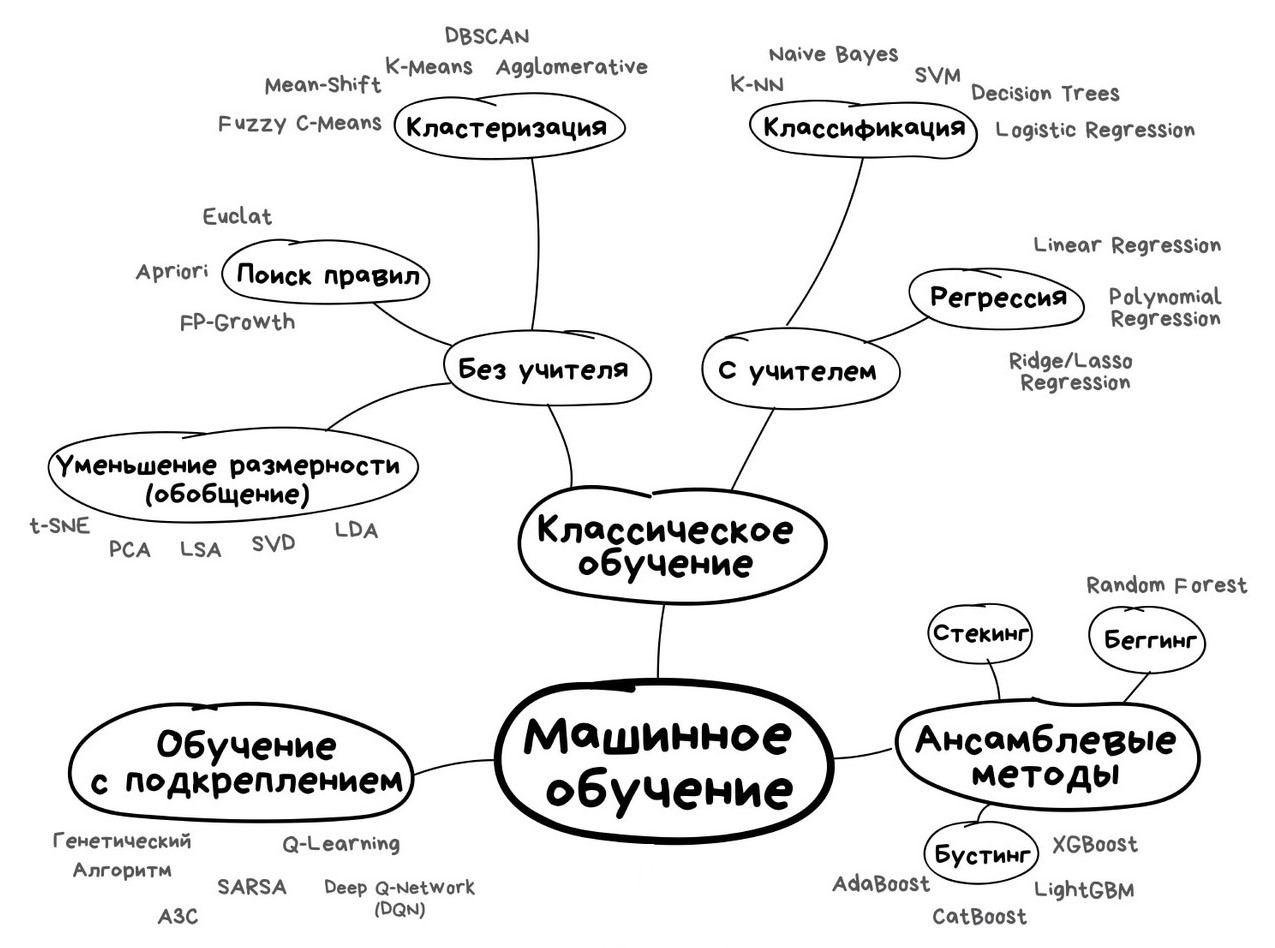 DBSCAN
K-Means
Agglomerative
Mean-Shift
Fuzzy C-Means
Кластеризация
Naive Bayes
K-NN
SVM
Decision Trees
Классификация
Logistic Regression
Euclat
Поиск правил
Apriori
FP-Growth
Linear Regression
Регрессия
Polynomial
Regression
Ridge/Lasso
Regression
Без учителя
С учителем
Уменьшение размерности
(обобщение)
t-SNE
PCA
LSA
SVD
LDA
Классическое
обучение
Random Forest
Стекинг
Беггинг
Машинное
обучение
Обучение
с подкреплением
Ансамблевые
методы
Генетический
Алгоритм
Q-Learning
SARSA
Deep Q-Network
(DQN)
A3C
Бустинг
XGBoost
AdaBoost
LightGBM
CatBoost